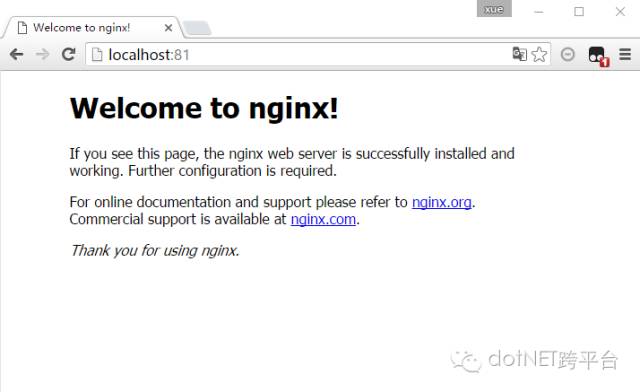 xue
Welcome to nginx!
localhost:81
1
Welcome to nginx!
If you see this page, the nginx web server is successfully installed and
working. Further configuration is required.
For online documentation and support please refer to nginx.org.
Commercial support is available at nginx.com.
Thank you for using nginx.
dotNET跨平台